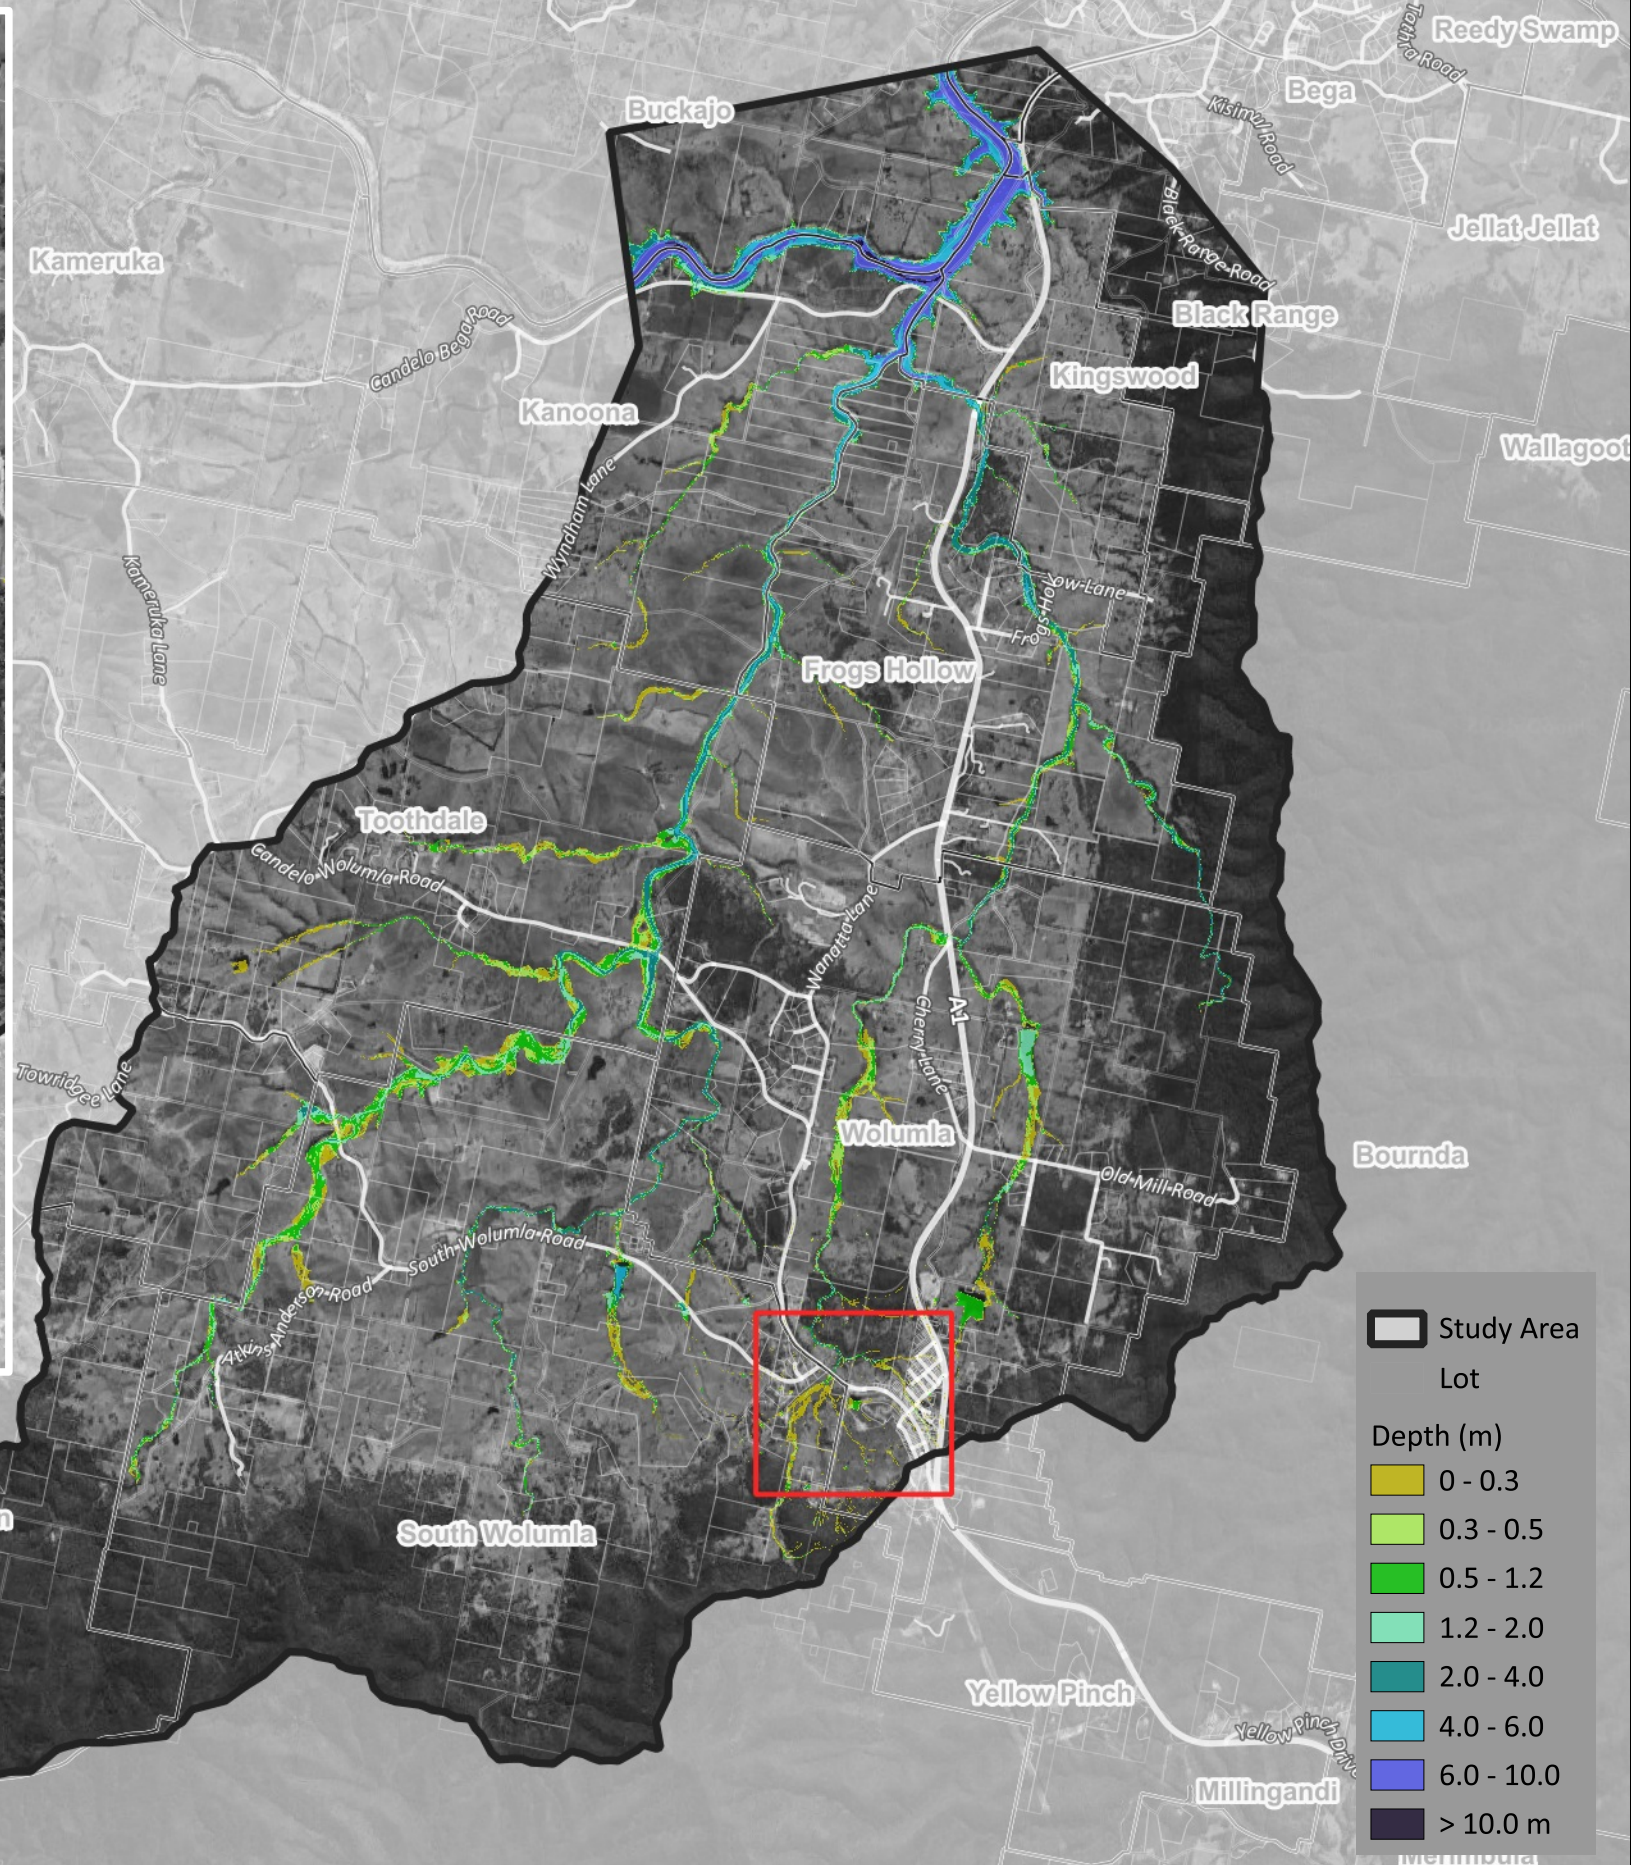 Reedy Swamp
Tathra Road
Bega
Buckajo
Kisimul Road
Black Range Road
Jellat Jellat
Kameruka
Candelo Bega Road
Black Range
Kingswood
Kanoona
Wallagoot
Wyndham Lane
Kameruka Lane
Frogs Hollow Lane
Frogs Hollow
Toothdale
Candelo Wolumla Road
Wanatta Lane
Cherry Lane
A1
Towridgee Lane
Wolumla
Bournda
Old Mill Road
South Wolumla Road
Atkins Anderson Road
n
South Wolumla
Yellow Pinch
Yellow Pinch Drive
Millingandi
Merimbula
Study Area
Lot
Depth (m)
0 - 0.3
0.3 - 0.5
0.5 - 1.2
1.2 - 2.0
2.0 - 4.0
4.0 - 6.0
6.0 - 10.0
> 10.0 m